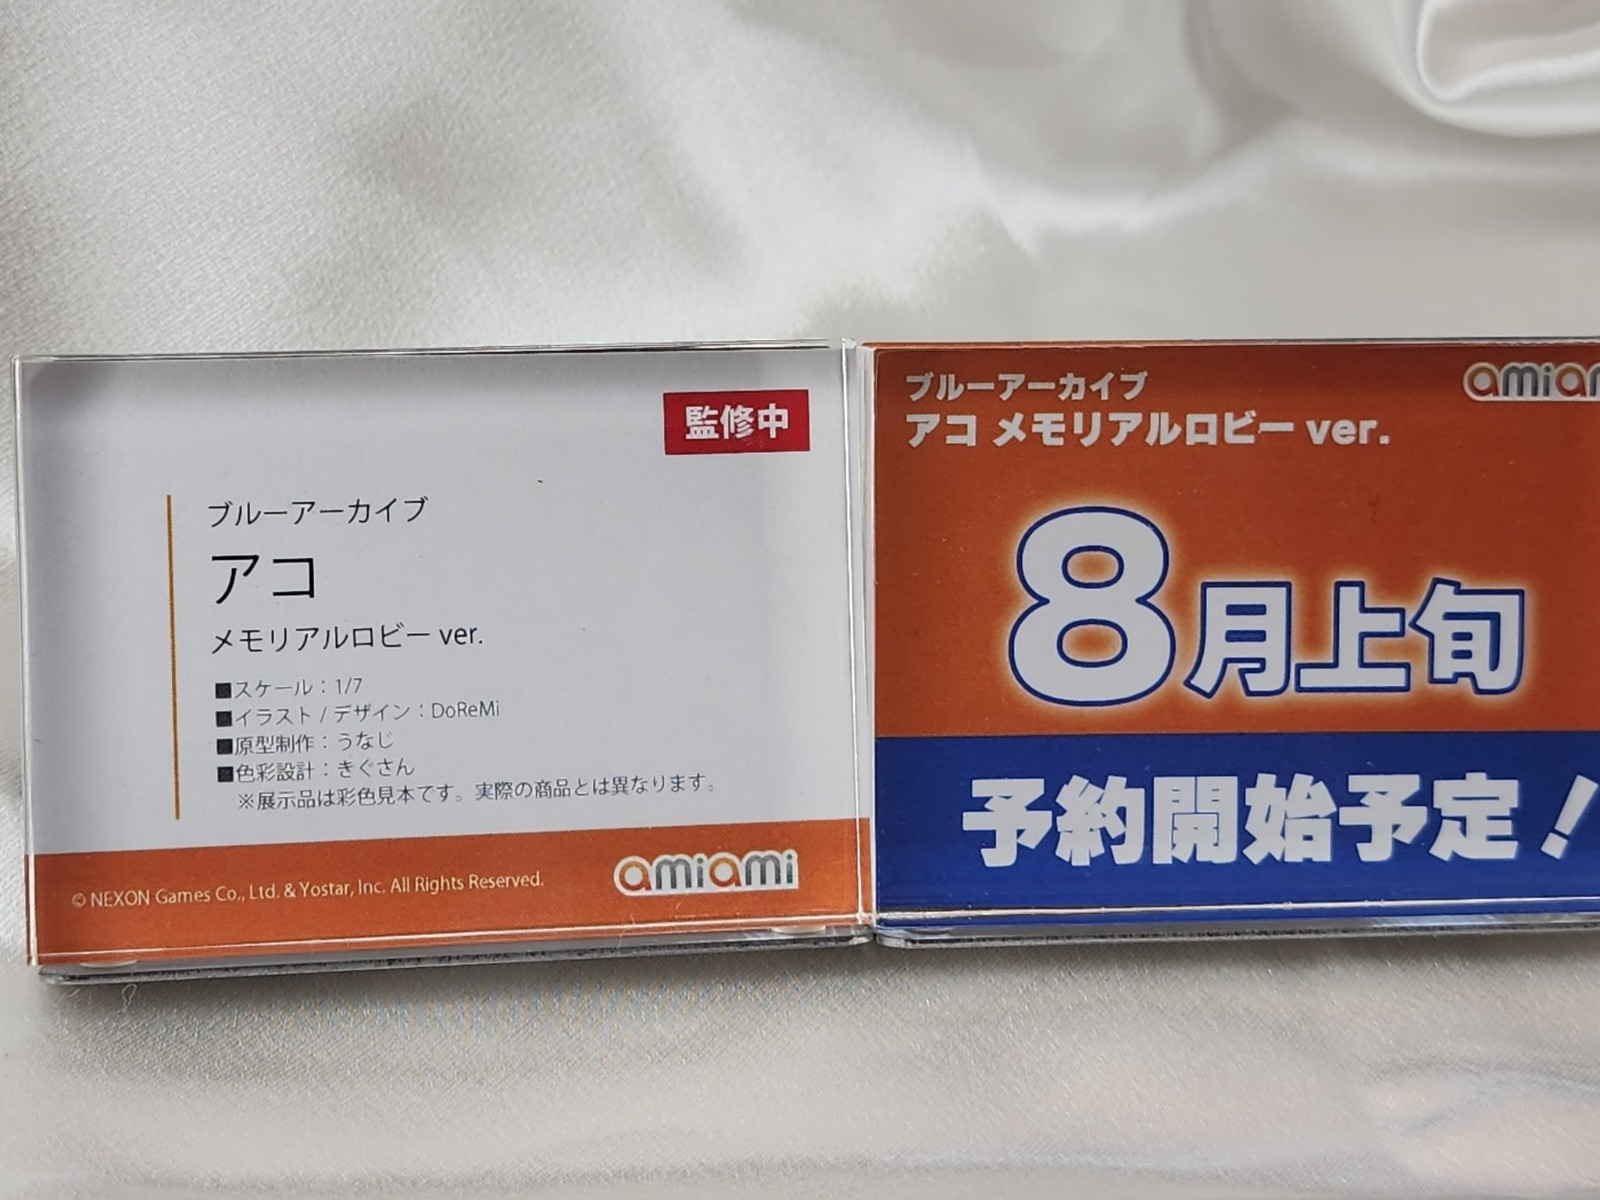 監修中
ブルーアーカイブ
アコ
メモリアルロビー ver.
■スケール：1/7
■イラスト / デザイン：DoReMi
■原型制作：うなじ
■色彩設計：きぐさん
※展示品は彩色見本です。実際の商品とは異なります。
© NEXON Games Co., Ltd. & Yostar, Inc. All Rights Reserved.
amiami
ブルーアーカイブ
アコ メモリアルロビー ver.
8月上旬
予約開始予定！